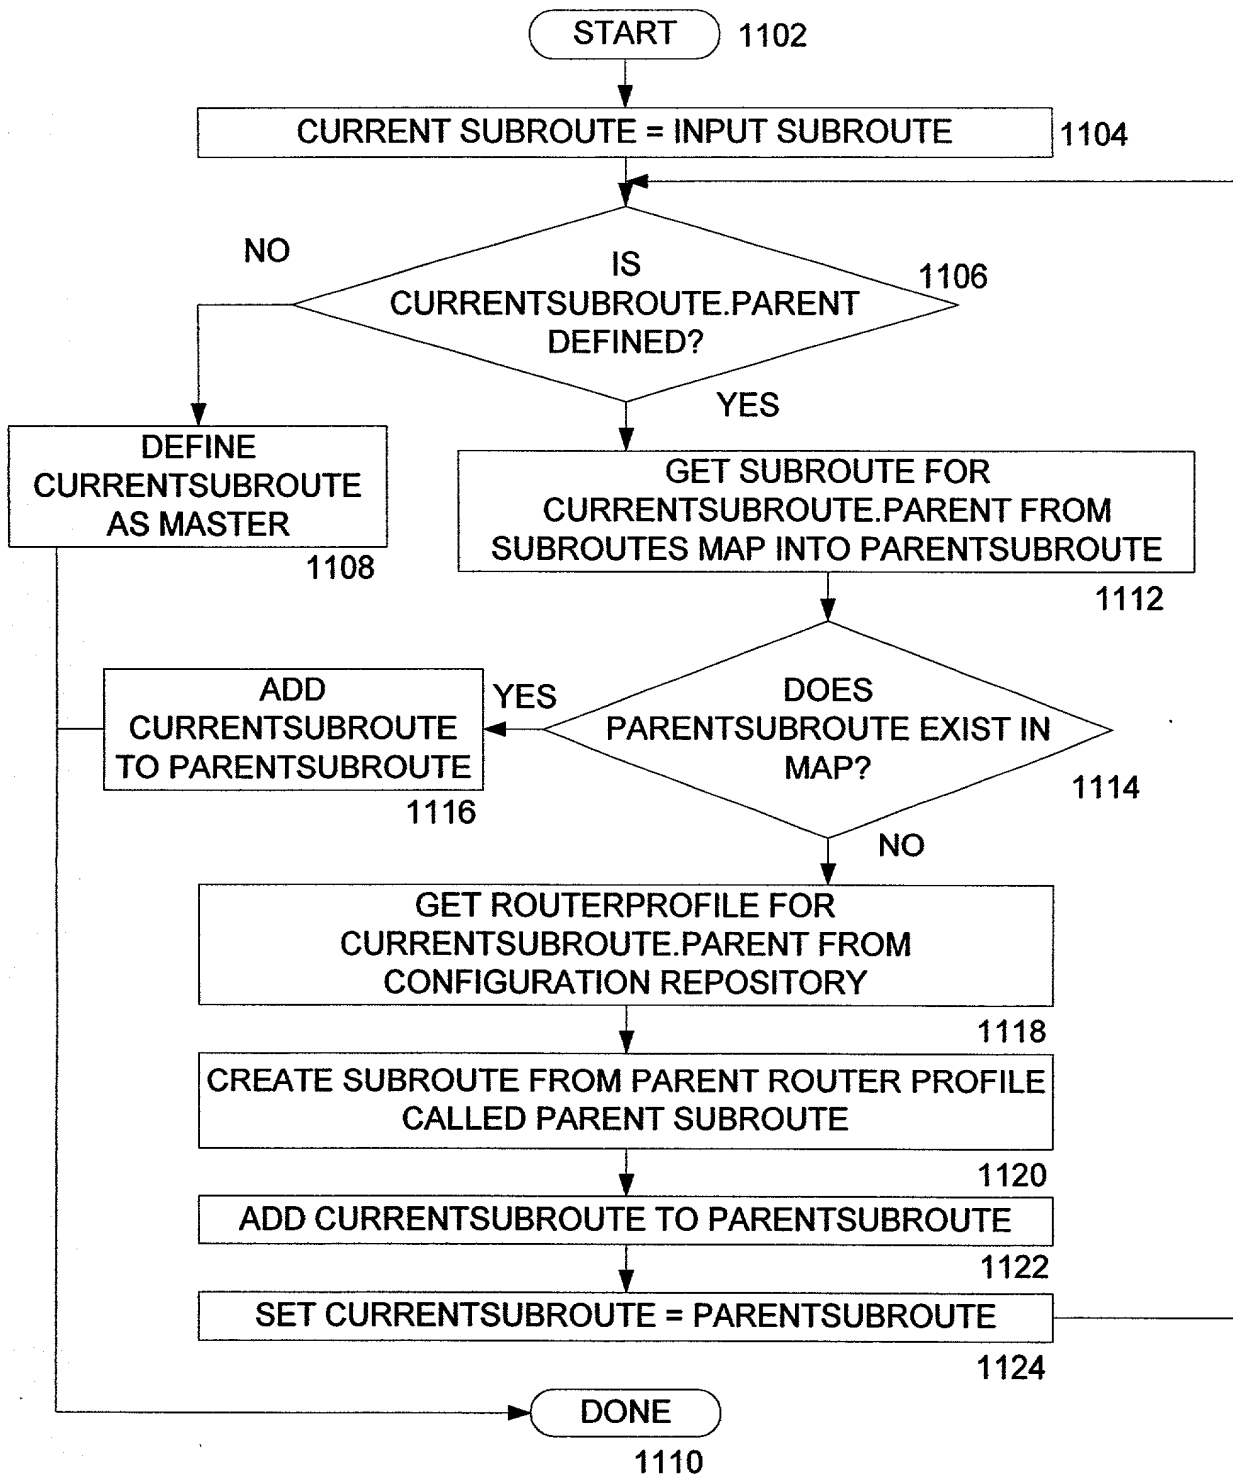 START
1102
CURRENT SUBROUTE = INPUT SUBROUTE
1104
NO
IS
CURRENTSUBROUTE.PARENT
DEFINED?
1106
YES
DEFINE
CURRENTSUBROUTE
AS MASTER
1108
GET SUBROUTE FOR
CURRENTSUBROUTE.PARENT FROM
SUBROUTES MAP INTO PARENTSUBROUTE
1112
ADD
CURRENTSUBROUTE
TO PARENTSUBROUTE
1116
YES
DOES
PARENTSUBROUTE EXIST IN
MAP?
1114
NO
GET ROUTERPROFILE FOR
CURRENTSUBROUTE.PARENT FROM
CONFIGURATION REPOSITORY
1118
CREATE SUBROUTE FROM PARENT ROUTER PROFILE
CALLED PARENT SUBROUTE
1120
ADD CURRENTSUBROUTE TO PARENTSUBROUTE
1122
SET CURRENTSUBROUTE = PARENTSUBROUTE
1124
DONE
1110